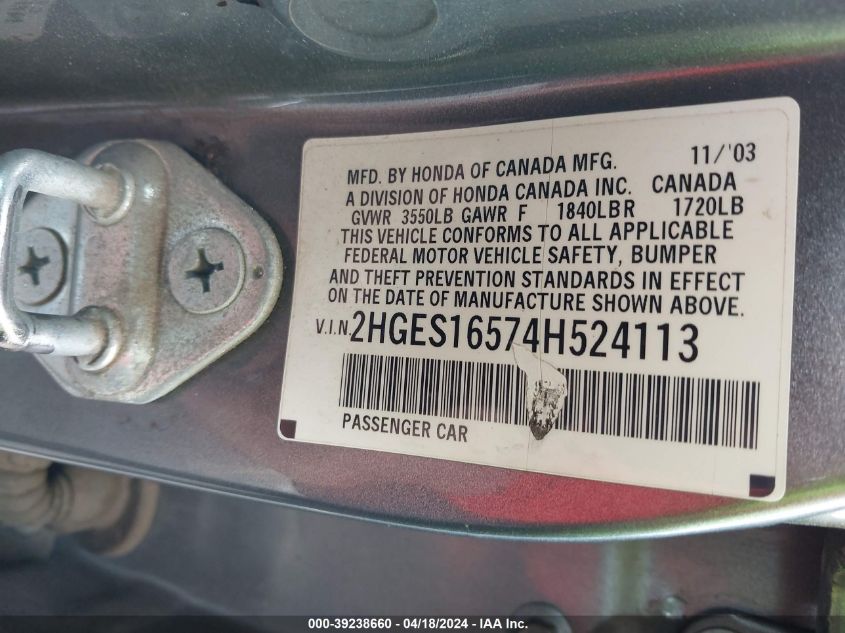 MFD. BY HONDA OF CANADA MFG. 11/'03
A DIVISION OF HONDA CANADA INC. CANADA
GVWR 3550LB GAWR F 1840LB R 1720LB
THIS VEHICLE CONFORMS TO ALL APPLICABLE
FEDERAL MOTOR VEHICLE SAFETY, BUMPER
AND THEFT PREVENTION STANDARDS IN EFFECT
ON THE DATE OF MANUFACTURE SHOWN ABOVE.
V.I.N. 2HGES16574H524113
PASSENGER CAR
000-39238660 - 04/18/2024 - IAA Inc.